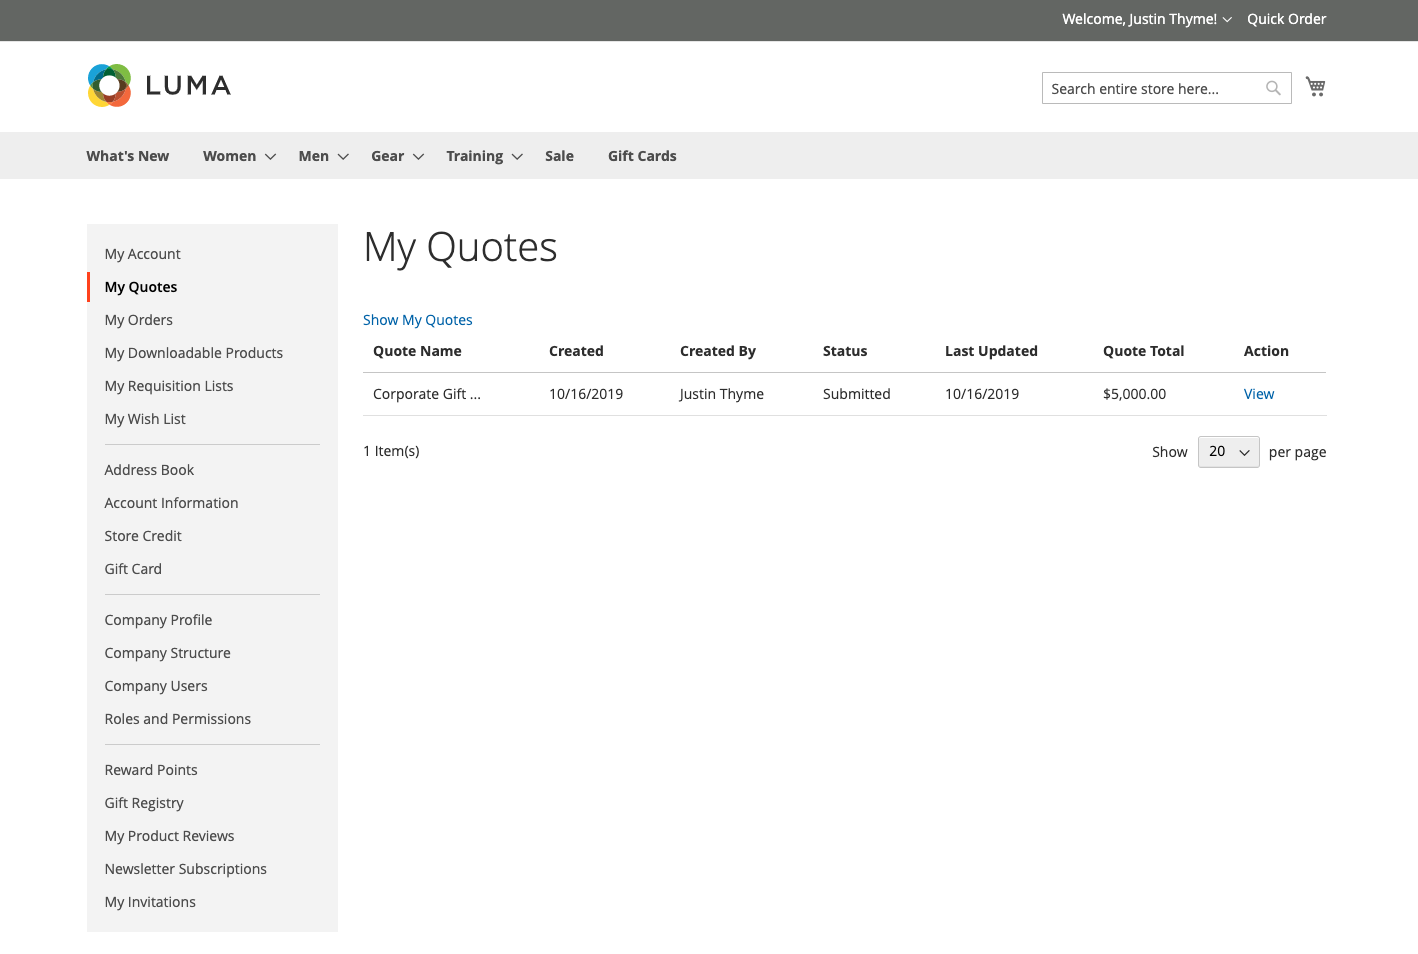 Welcome, Justin Thyme! Quick Order
LUMA
Search entire store here...
What's New Women Men Gear Training Sale Gift Cards
My Account
My Quotes
My Orders
My Downloadable Products
My Requisition Lists
My Wish List
Address Book
Account Information
Store Credit
Gift Card
Company Profile
Company Structure
Company Users
Roles and Permissions
Reward Points
Gift Registry
My Product Reviews
Newsletter Subscriptions
My Invitations
My Quotes
Show My Quotes
Quote Name Created Created By Status Last Updated Quote Total Action
Corporate Gift ... 10/16/2019 Justin Thyme Submitted 10/16/2019 $5,000.00 View
1 Item(s) Show 20 per page